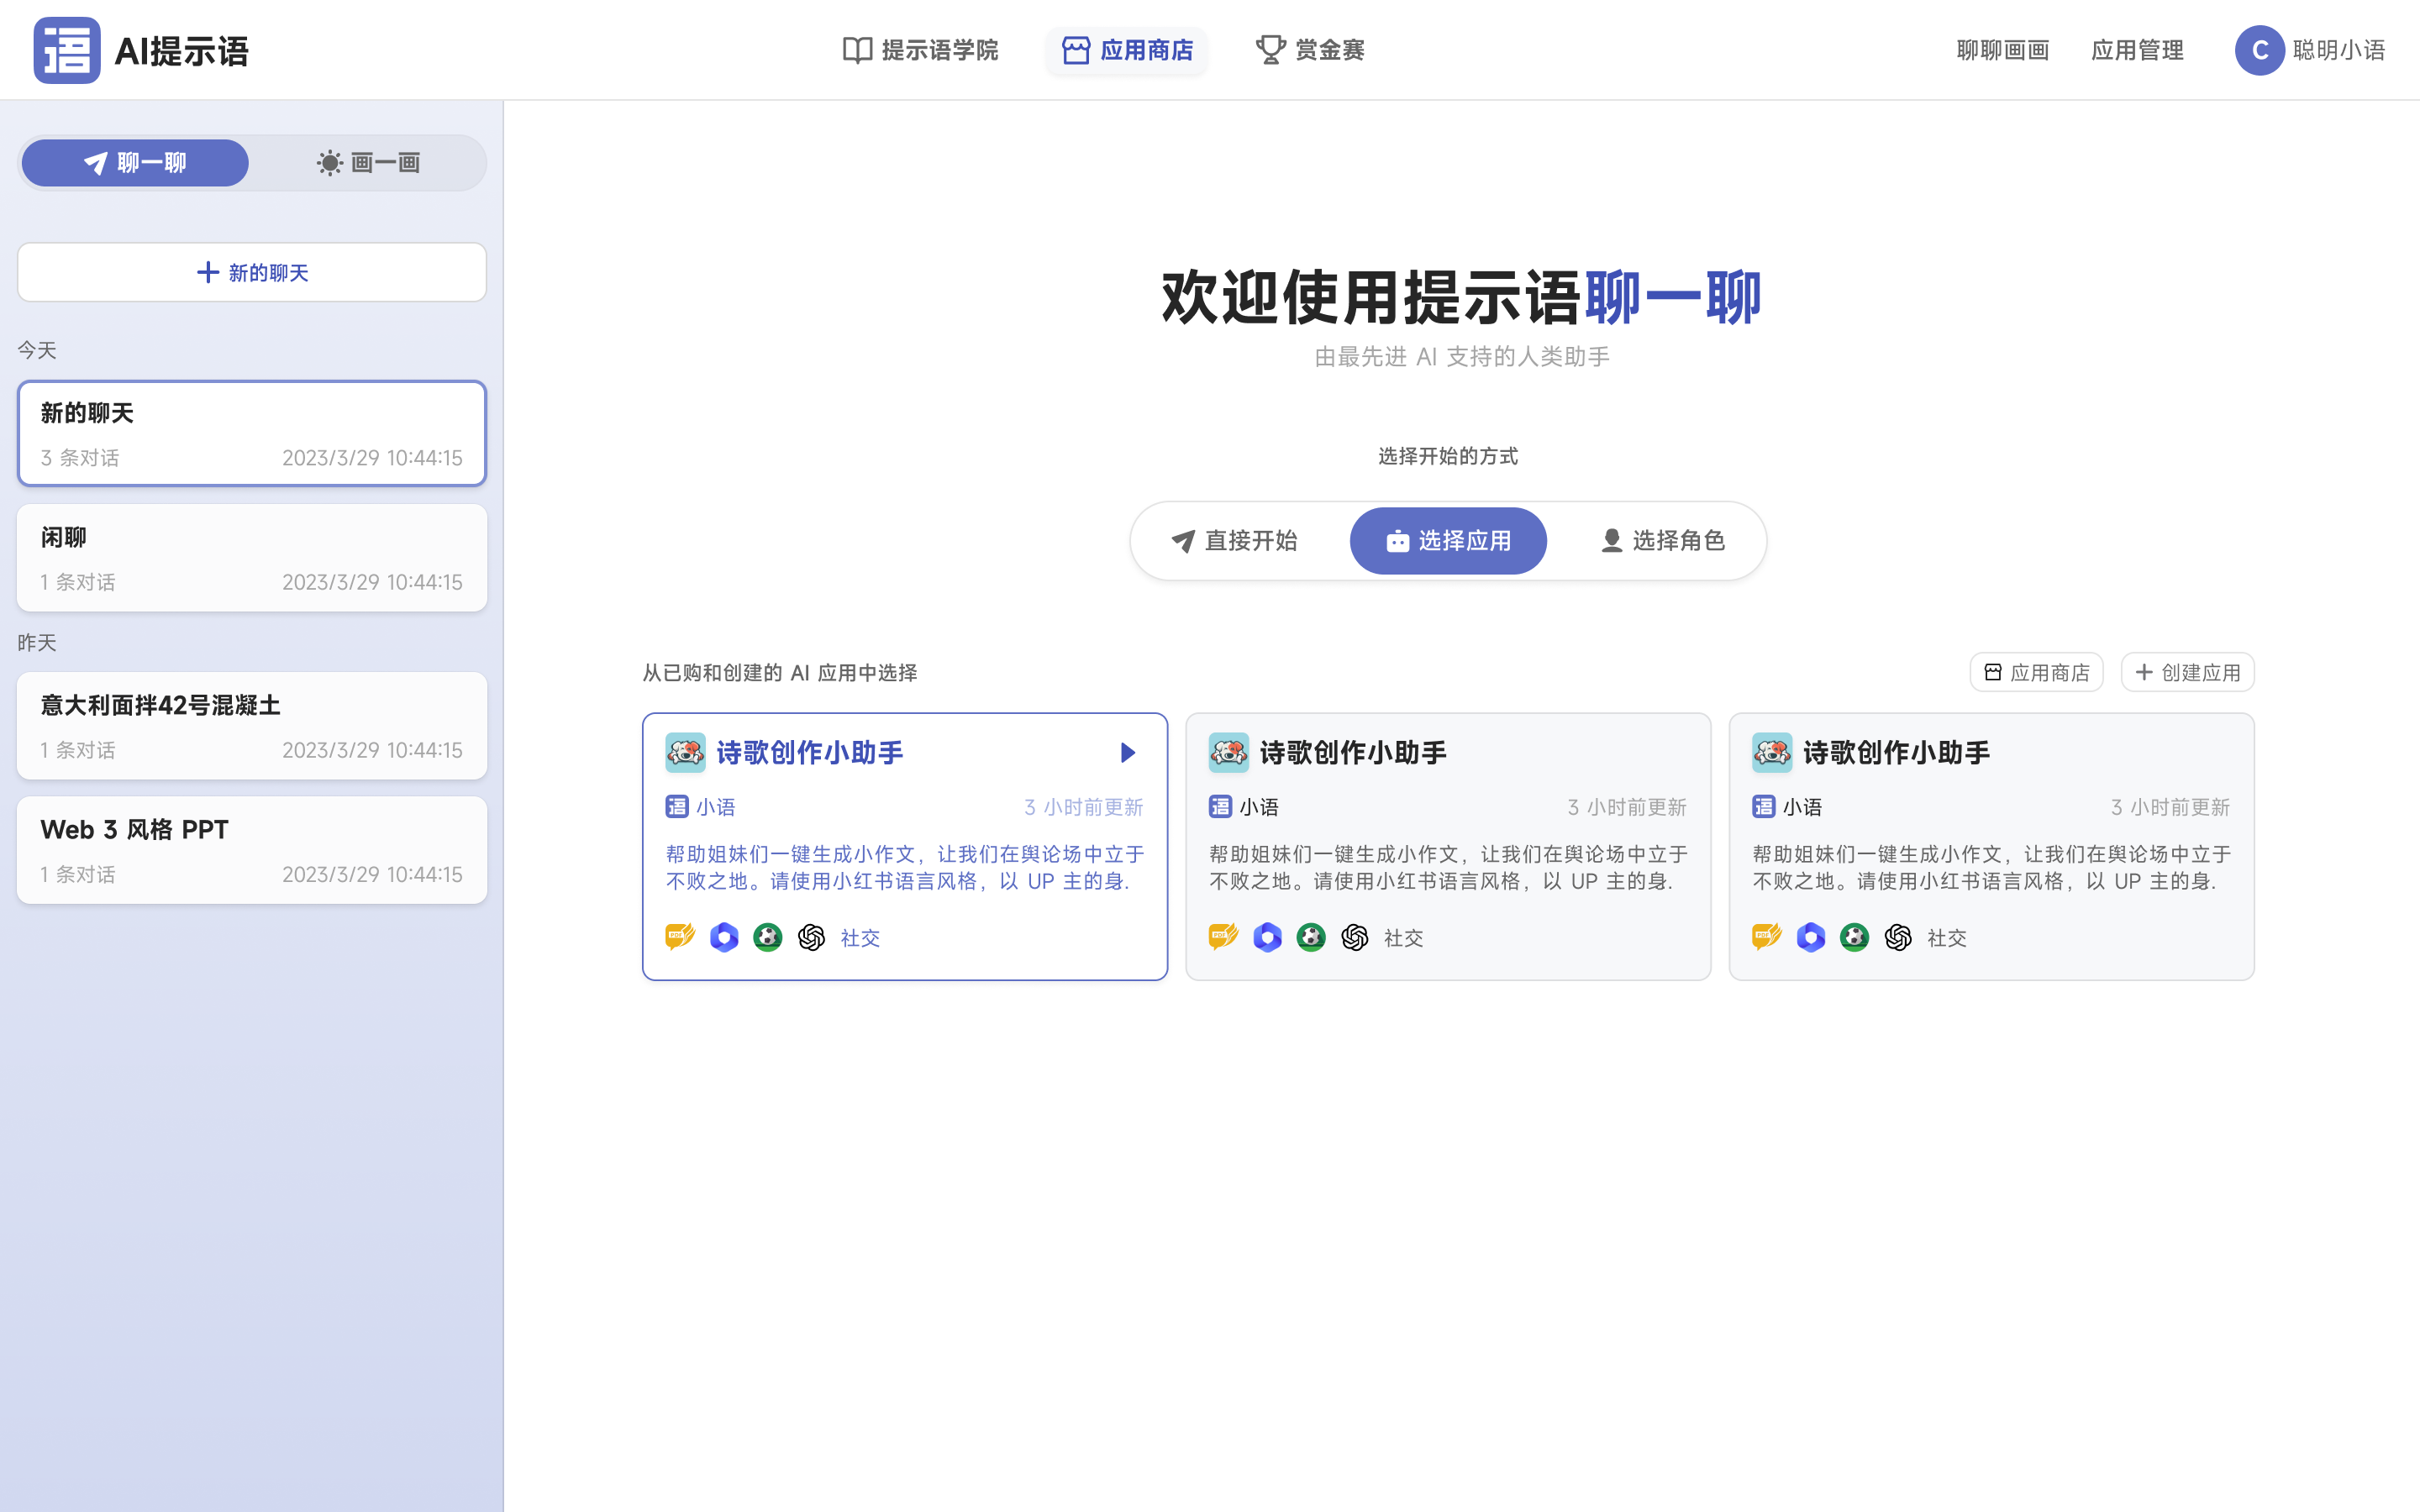 语 AI提示语
提示语学院
应用商店
赏金赛
聊聊画画
应用管理
C 聪明小语
聊一聊
画一画
新的聊天
今天
新的聊天
3 条对话 2023/3/29 10:44:15
闲聊
1 条对话 2023/3/29 10:44:15
昨天
意大利面拌42号混凝土
1 条对话 2023/3/29 10:44:15
Web 3 风格 PPT
1 条对话 2023/3/29 10:44:15
欢迎使用提示语聊一聊
由最先进 AI 支持的人类助手
选择开始的方式
直接开始
选择应用
选择角色
从已购和创建的 AI 应用中选择
应用商店
创建应用
诗歌创作小助手
语 小语 3 小时前更新
帮助姐妹们一键生成小作文，让我们在舆论场中立于
不败之地。请使用小红书语言风格，以 UP 主的身.
PDF 社交
诗歌创作小助手
语 小语 3 小时前更新
帮助姐妹们一键生成小作文，让我们在舆论场中立于
不败之地。请使用小红书语言风格，以 UP 主的身.
PDF 社交
诗歌创作小助手
语 小语 3 小时前更新
帮助姐妹们一键生成小作文，让我们在舆论场中立于
不败之地。请使用小红书语言风格，以 UP 主的身.
PDF 社交